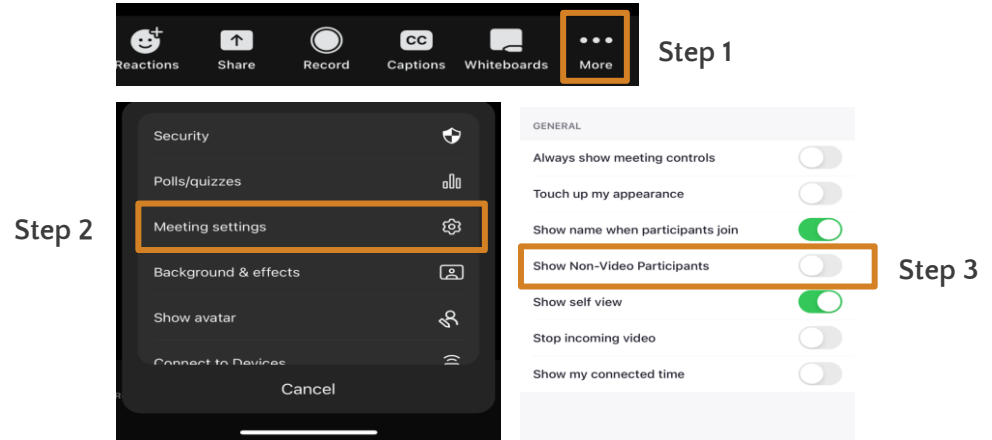 Reactions Share Record CC Captions Whiteboards More
Step 1
Security
Polls/quizzes
Step 2
Meeting settings
Background & effects
Show avatar
Connect to Devices
Cancel
GENERAL
Always show meeting controls
Touch up my appearance
Show name when participants join
Show Non-Video Participants
Step 3
Show self view
Stop incoming video
Show my connected time